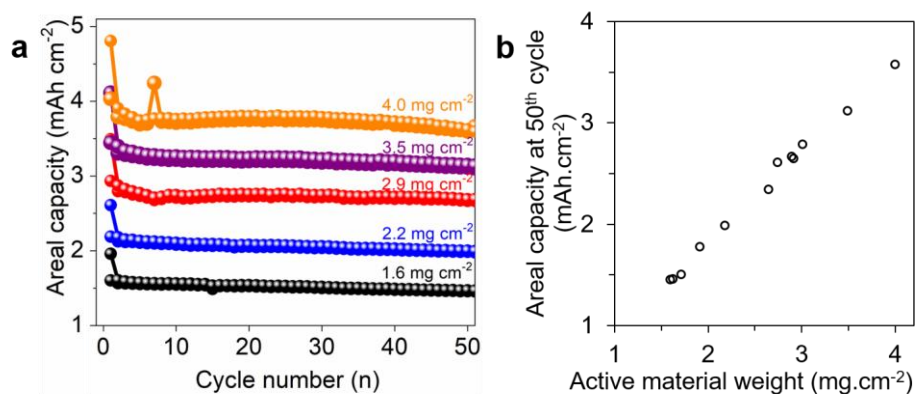 a
Areal capacity (mAh cm⁻²)
5
4
3
2
1
4.0 mg cm⁻²
3.5 mg cm⁻²
2.9 mg cm⁻²
2.2 mg cm⁻²
1.6 mg cm⁻²
0 10 20 30 40 50
Cycle number (n)
b
Areal capacity at 50th cycle
(mAh.cm⁻²)
4
3
2
1
1 2 3 4
Active material weight (mg.cm⁻²)